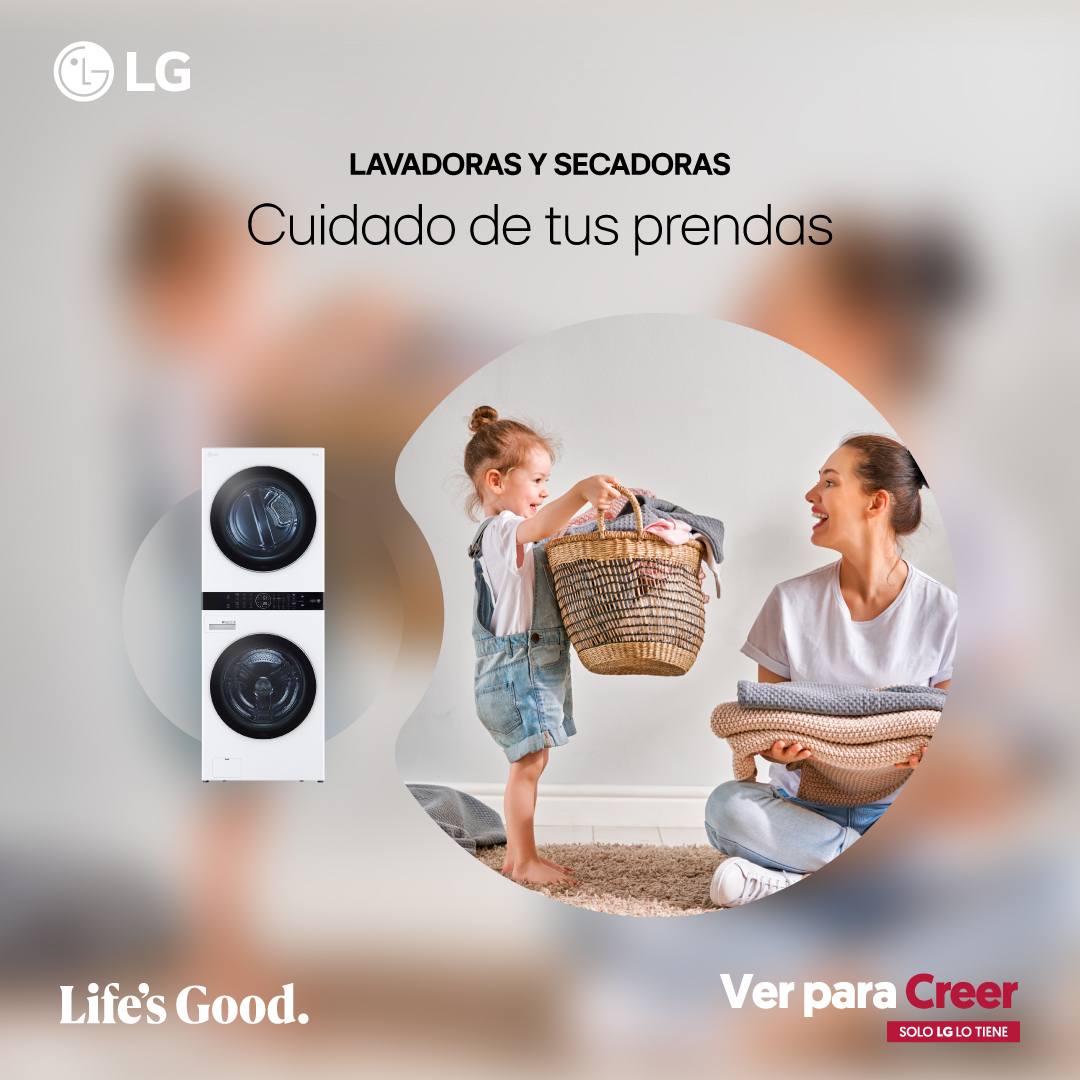 LG
LAVADORAS Y SECADORAS
Cuidado de tus prendas
Life's Good.
Ver para Creer
SOLO LG LO TIENE